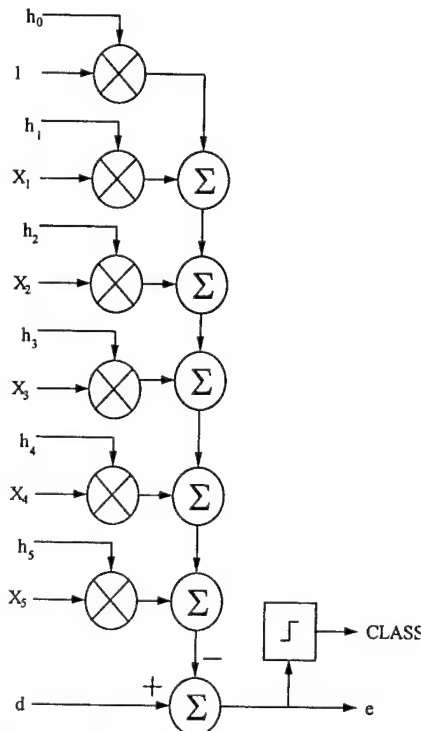 h₀
1
h₁
X₁
Σ
h₂
X₂
Σ
h₃
X₃
Σ
h₄
X₄
Σ
h₅
X₅
Σ
CLASS
−
+
d
Σ
e